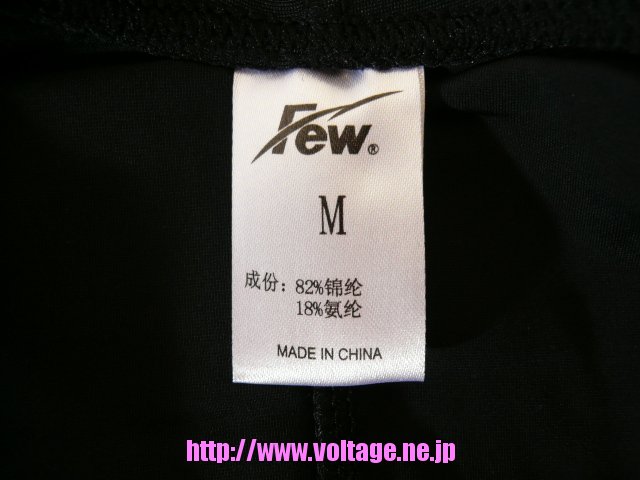 Few®
M
成份：82%锦纶
18%氨纶
MADE IN CHINA
http://www.voltage.ne.jp